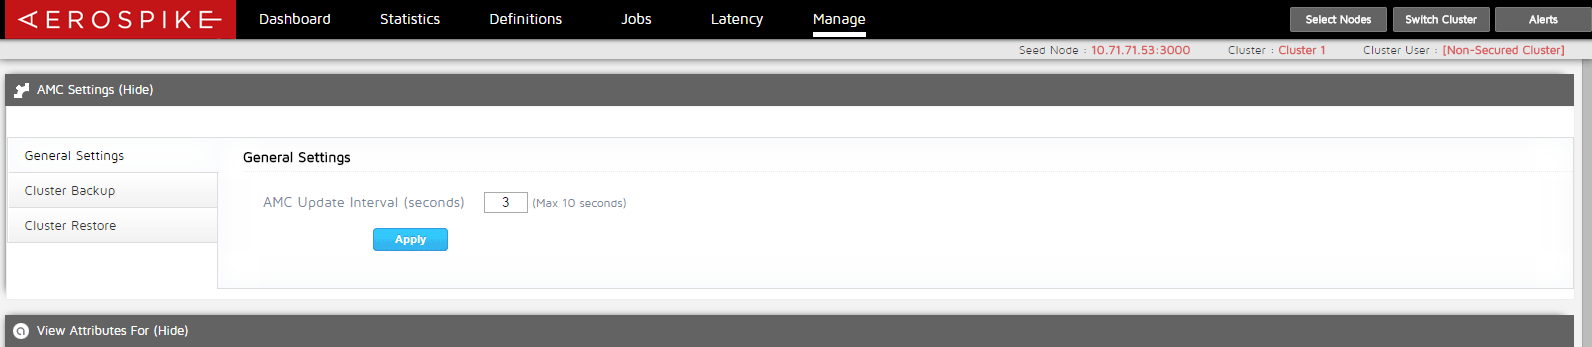 AEROSPIKE Dashboard Statistics Definitions Jobs Latency Manage Select Nodes Switch Cluster Alerts
Seed Node : 10.71.71.53:3000 Cluster : Cluster 1 Cluster User : [Non-Secured Cluster]
AMC Settings (Hide)
General Settings
Cluster Backup
Cluster Restore
General Settings
AMC Update Interval (seconds) 3 (Max 10 seconds)
Apply
View Attributes For (Hide)